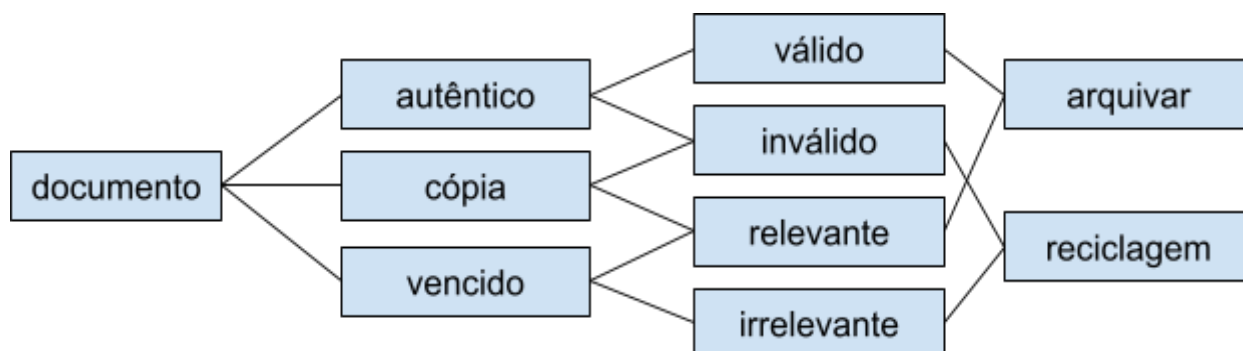 documento
autêntico
cópia
vencido
válido
inválido
relevante
irrelevante
arquivar
reciclagem